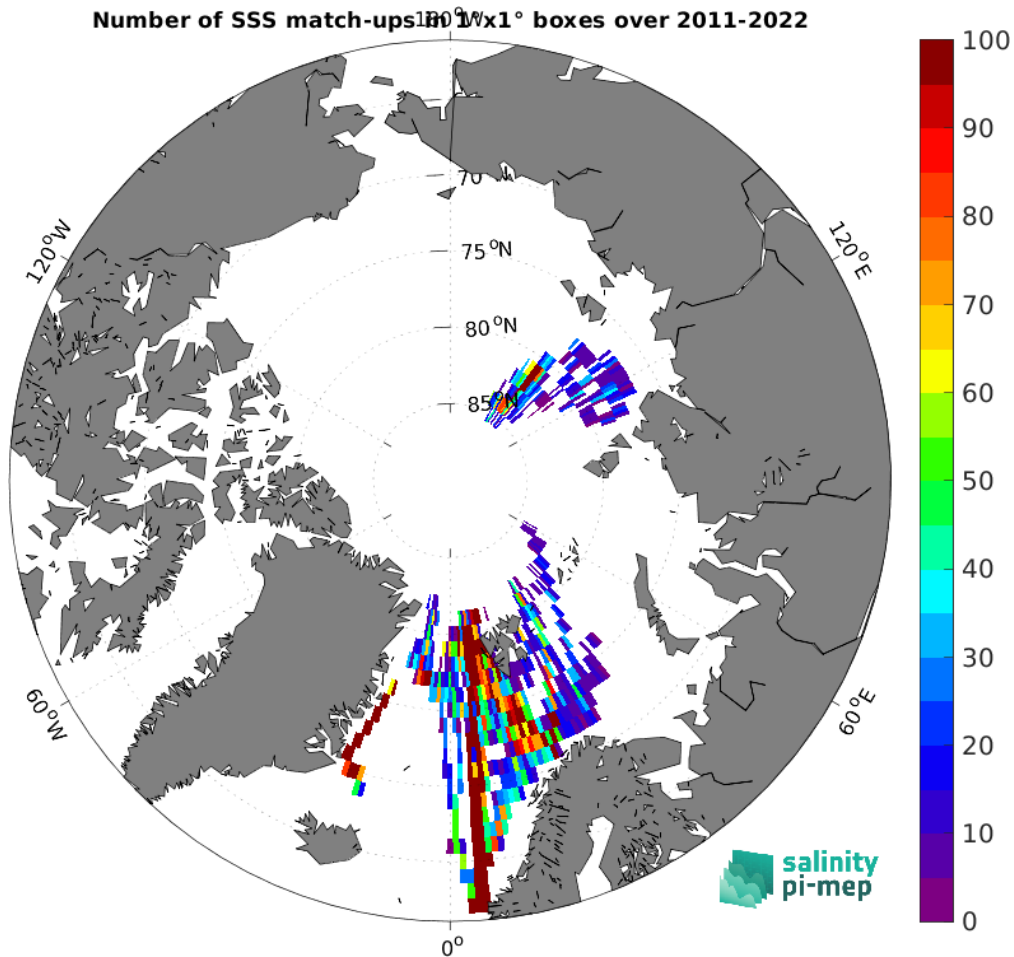 Number of SSS match-ups in 1°x1° boxes over 2011-2022
180°W
120°W
120°E
70°N
75°N
80°N
85°N
60°W
60°E
0°
100
90
80
70
60
50
40
30
20
10
0
salinity
pi-mep